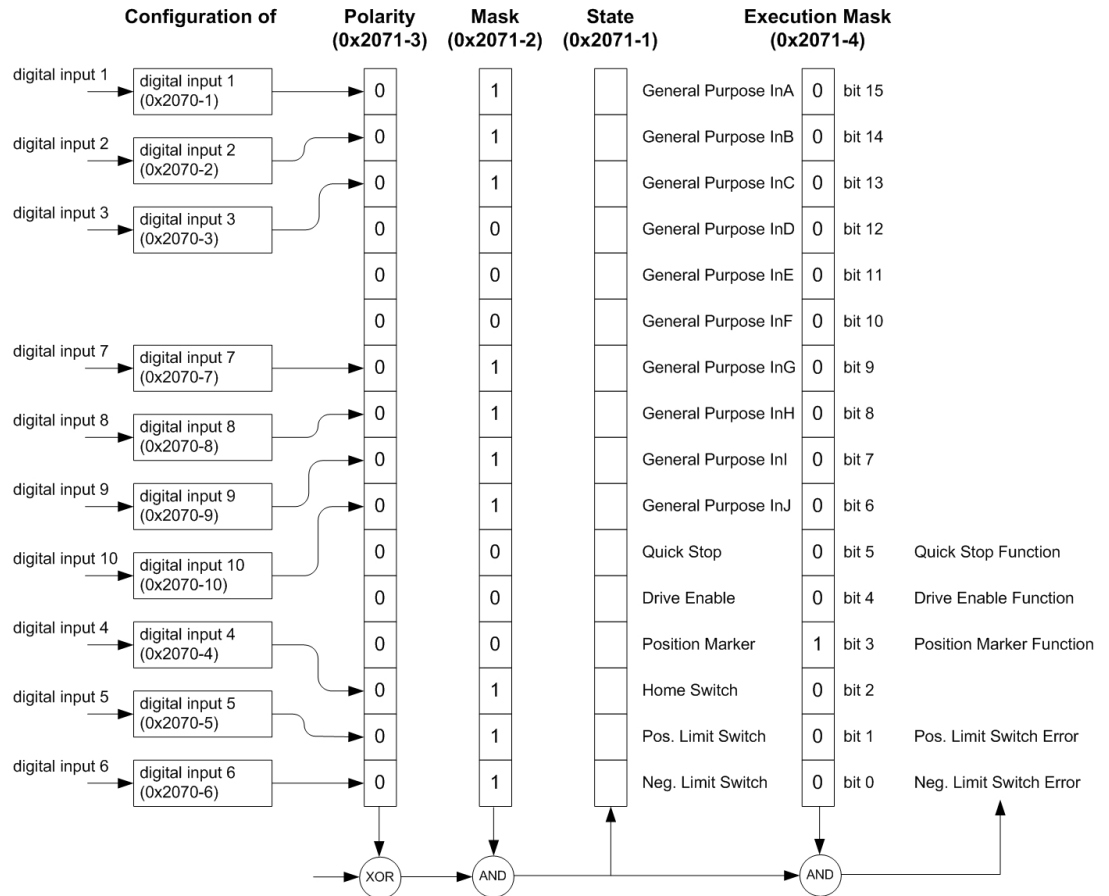 Configuration of Polarity Mask State Execution Mask
(0x2071-3) (0x2071-2) (0x2071-1) (0x2071-4)
digital input 1 digital input 1
(0x2070-1) 0 1 General Purpose InA 0 bit 15
digital input 2 digital input 2
(0x2070-2) 0 1 General Purpose InB 0 bit 14
0 1 General Purpose InC 0 bit 13
digital input 3 digital input 3
(0x2070-3) 0 0 General Purpose InD 0 bit 12
0 0 General Purpose InE 0 bit 11
0 0 General Purpose InF 0 bit 10
digital input 7 digital input 7
(0x2070-7) 0 1 General Purpose InG 0 bit 9
digital input 8 digital input 8
(0x2070-8) 0 1 General Purpose InH 0 bit 8
0 1 General Purpose InI 0 bit 7
digital input 9 digital input 9
(0x2070-9) 0 1 General Purpose InJ 0 bit 6
digital input 10 digital input 10
(0x2070-10) 0 0 Quick Stop 0 bit 5 Quick Stop Function
0 0 Drive Enable 0 bit 4 Drive Enable Function
digital input 4 digital input 4
(0x2070-4) 0 0 Position Marker 1 bit 3 Position Marker Function
0 1 Home Switch 0 bit 2
digital input 5 digital input 5
(0x2070-5) 0 1 Pos. Limit Switch 0 bit 1 Pos. Limit Switch Error
digital input 6 digital input 6
(0x2070-6) 0 1 Neg. Limit Switch 0 bit 0 Neg. Limit Switch Error
XOR AND AND